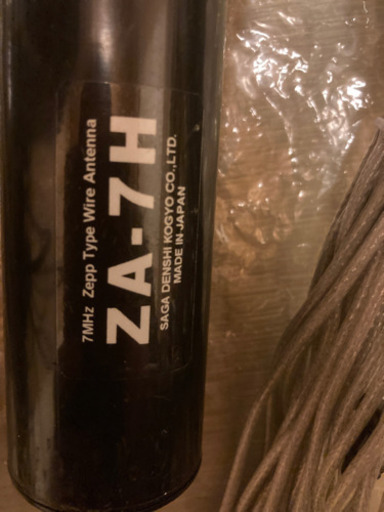 7MHz Zepp Type Wire Antenna
ZA-7H
SAGA DENSHI KOGYO CO.,LTD.
MADE IN JAPAN